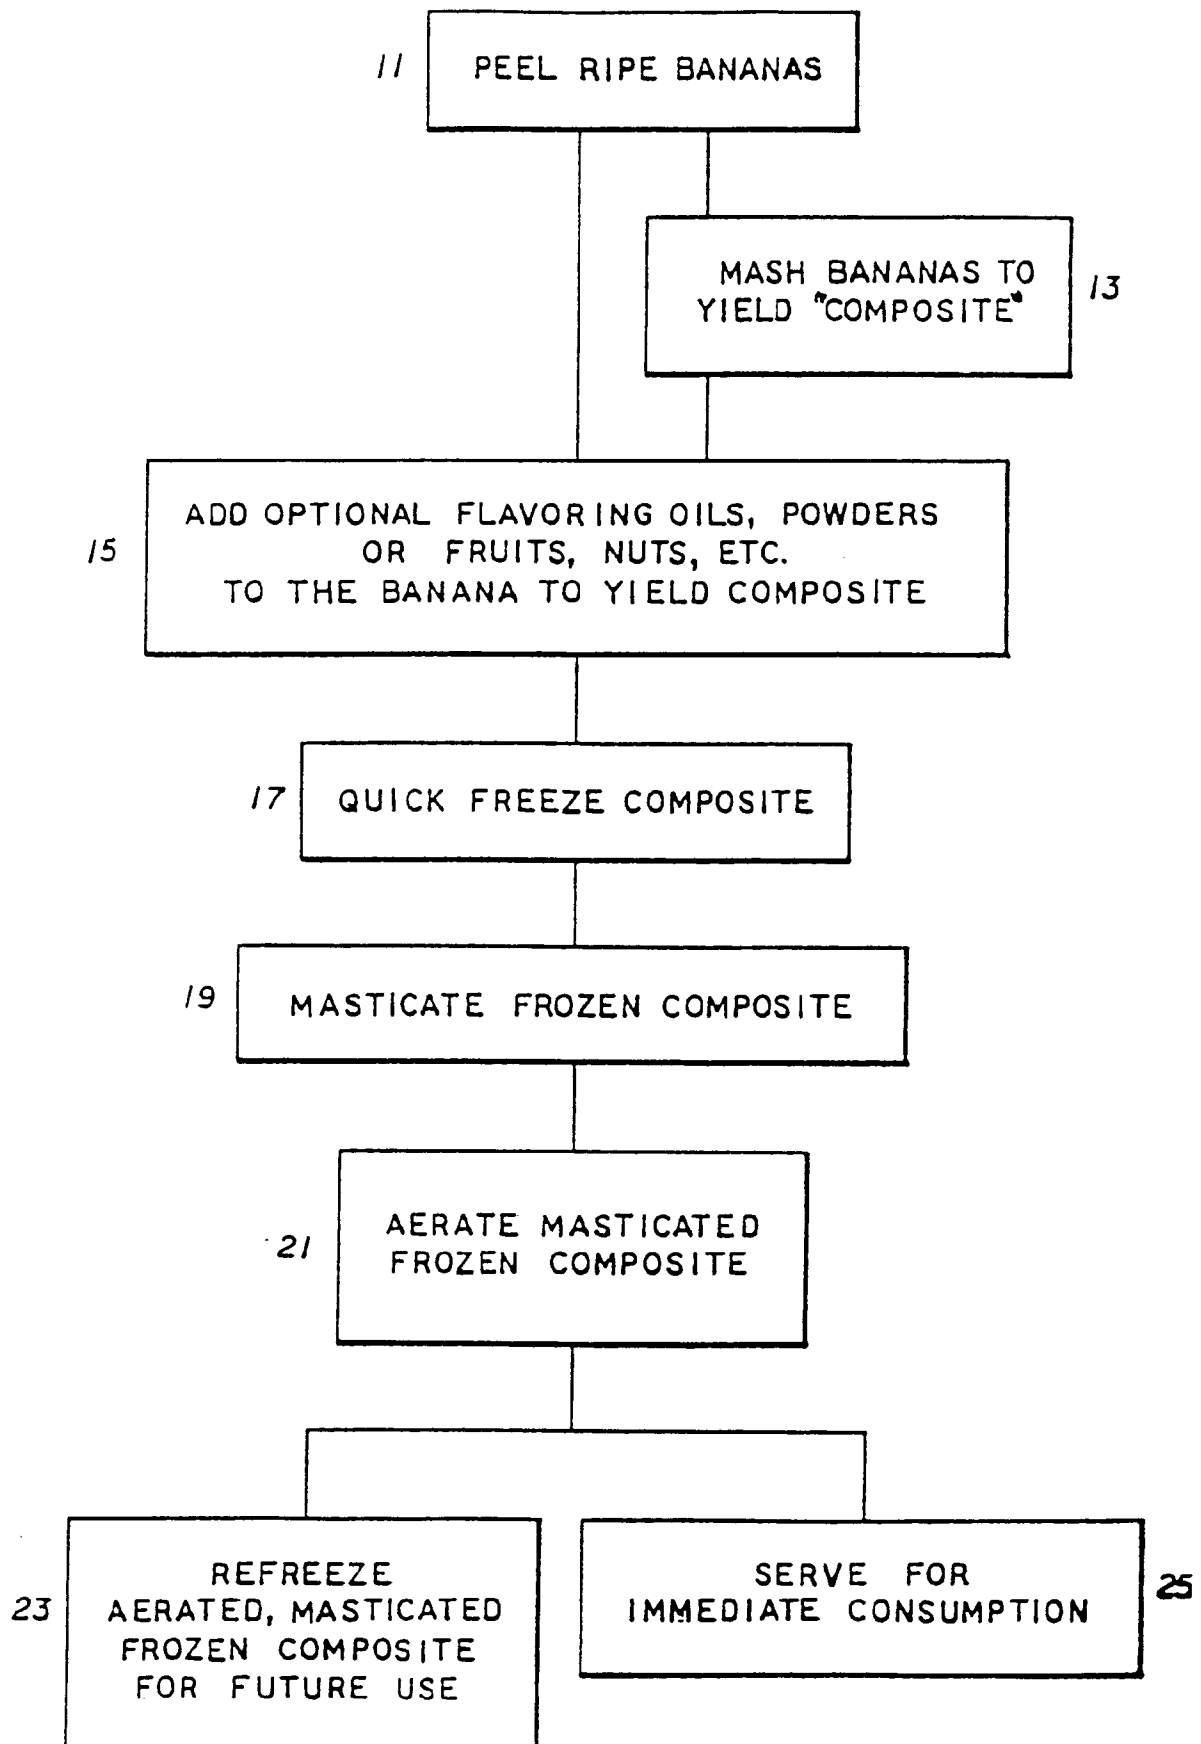 11
PEEL RIPE BANANAS
MASH BANANAS TO
YIELD "COMPOSITE"
13
15
ADD OPTIONAL FLAVORING OILS, POWDERS
OR FRUITS, NUTS, ETC.
TO THE BANANA TO YIELD COMPOSITE
17
QUICK FREEZE COMPOSITE
19
MASTICATE FROZEN COMPOSITE
21
AERATE MASTICATED
FROZEN COMPOSITE
23
REFREEZE
AERATED, MASTICATED
FROZEN COMPOSITE
FOR FUTURE USE
SERVE FOR
IMMEDIATE CONSUMPTION
25